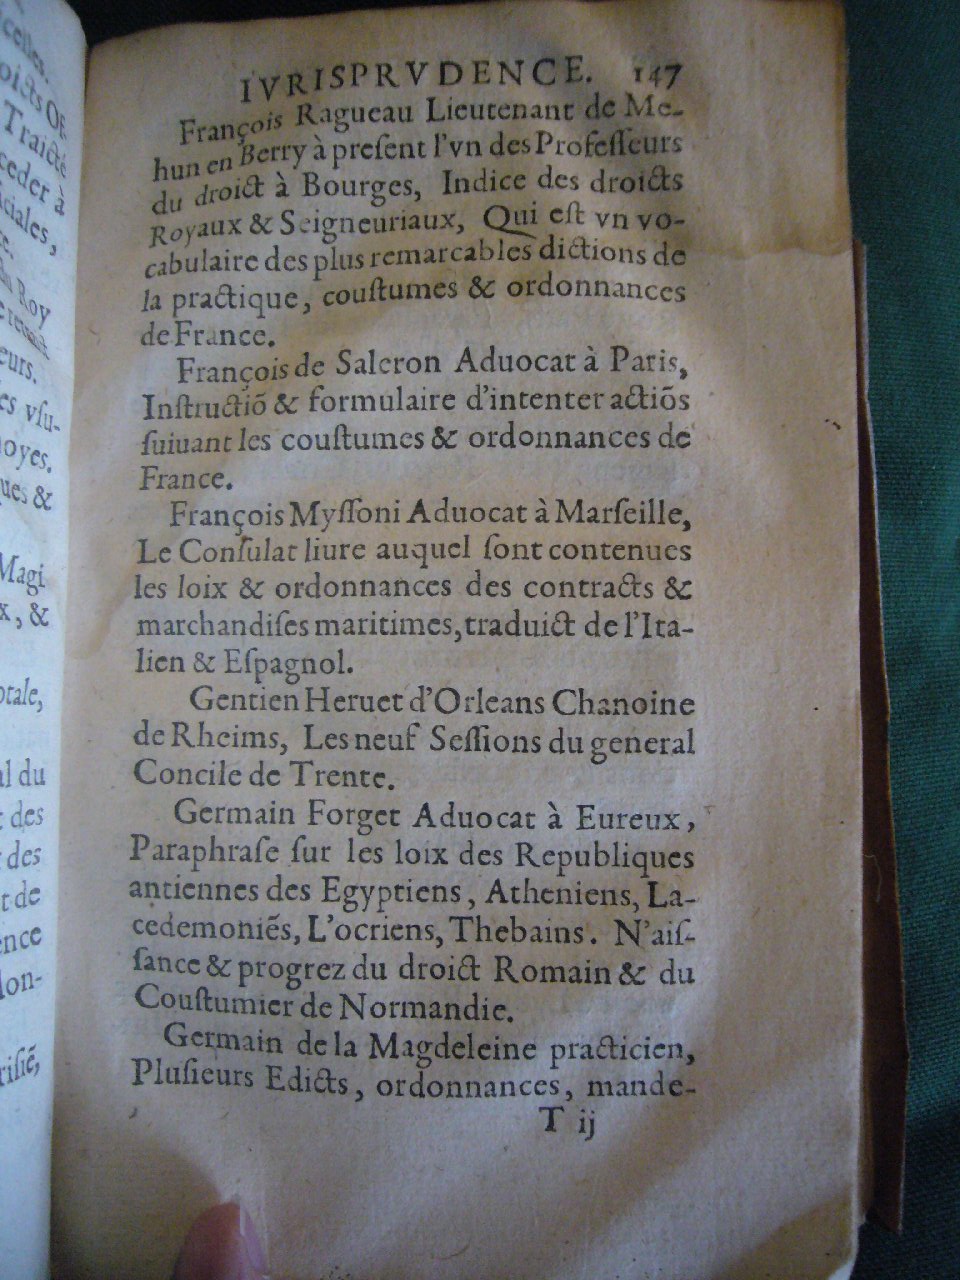 IVRISPRVDENCE. 147
François Ragueau Lieutenant de Me-
hun en Berry à preſent l'vn des Profeſſeurs
du droict à Bourges, Indice des droicts
Royaux & Seigneuriaux, Qui eſt vn vo-
cabulaire des plus remarcables dictions de
la practique, couſtumes & ordonnances
de France.
François de Saleron Aduocat à Paris,
Inſtructiō & formulaire d'intenter actiōs
ſuiuant les couſtumes & ordonnances de
France.
François Myſſoni Aduocat à Marſeille,
Le Conſulat liure auquel ſont contenues
les loix & ordonnances des contracts &
marchandiſes maritimes, traduict de l'Ita-
lien & Eſpagnol.
Gentien Heruet d'Orleans Chanoine
de Rheims, Les neuf Seſſions du general
Concile de Trente.
Germain Forget Aduocat à Eureux,
Paraphraſe ſur les loix des Republiques
antiennes des Egyptiens, Atheniens, La-
cedemoniēs, L'ocriens, Thebains. N'aiſ-
ſance & progrez du droict Romain & du
Couſtumier de Normandie.
Germain de la Magdeleine practicien,
Pluſieurs Edicts, ordonnances, mande-
T ij